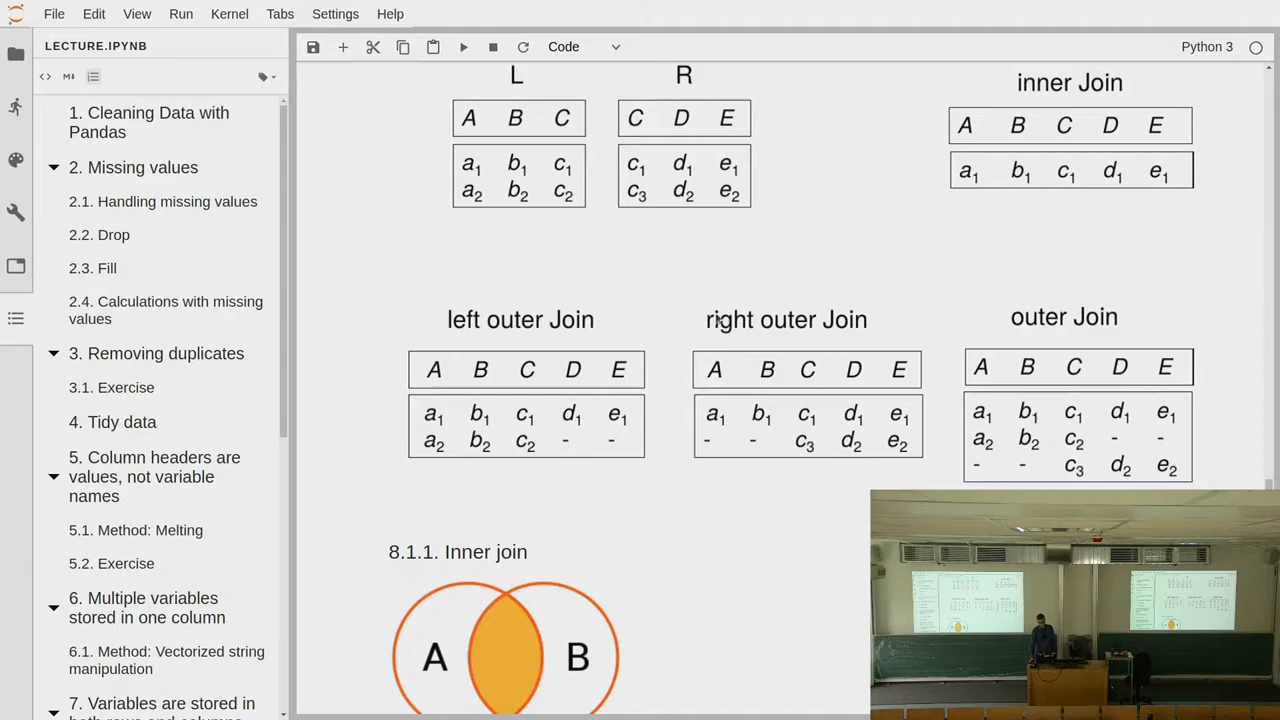 File Edit View Run Kernel Tabs Settings Help
LECTURE.IPYNB
1. Cleaning Data with
Pandas
2. Missing values
2.1. Handling missing values
2.2. Drop
2.3. Fill
2.4. Calculations with missing
values
3. Removing duplicates
3.1. Exercise
4. Tidy data
5. Column headers are
values, not variable
names
5.1. Method: Melting
5.2. Exercise
6. Multiple variables
stored in one column
6.1. Method: Vectorized string
manipulation
7. Variables are stored in
both rows and columns
Code
Python 3
L
A B C
a1 b1 c1
a2 b2 c2
R
C D E
c1 d1 e1
c3 d2 e2
inner Join
A B C D E
a1 b1 c1 d1 e1
left outer Join
A B C D E
a1 b1 c1 d1 e1
a2 b2 c2 - -
right outer Join
A B C D E
a1 b1 c1 d1 e1
- - c3 d2 e2
outer Join
A B C D E
a1 b1 c1 d1 e1
a2 b2 c2 - -
- - c3 d2 e2
8.1.1. Inner join
A B